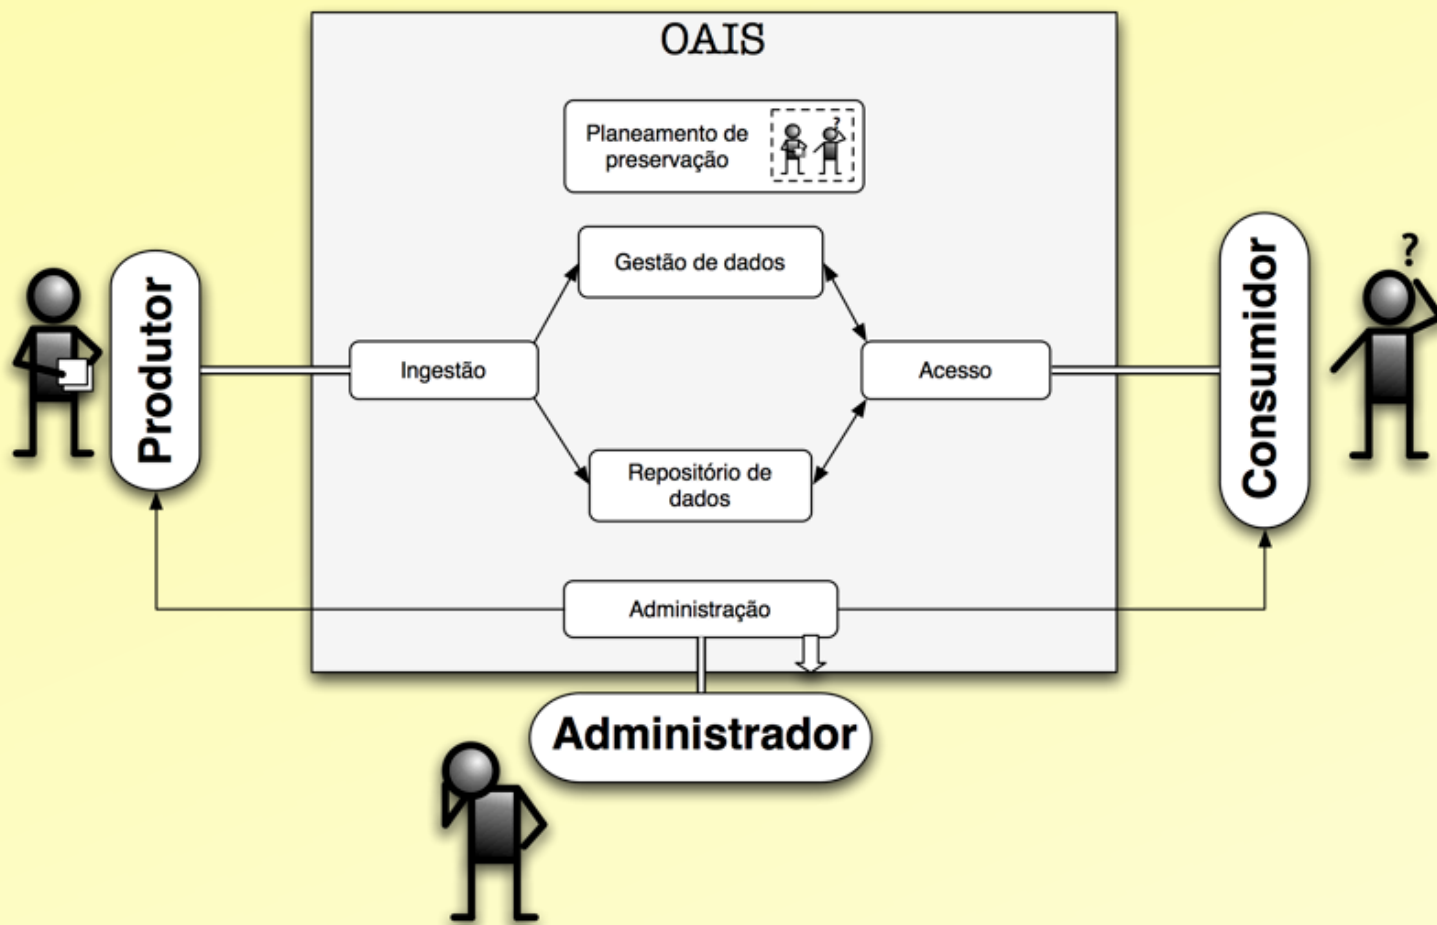 OAIS
Planeamento de
preservação
?
Gestão de dados
Produtor
Ingestão
Acesso
Consumidor
?
Repositório de
dados
Administração
Administrador